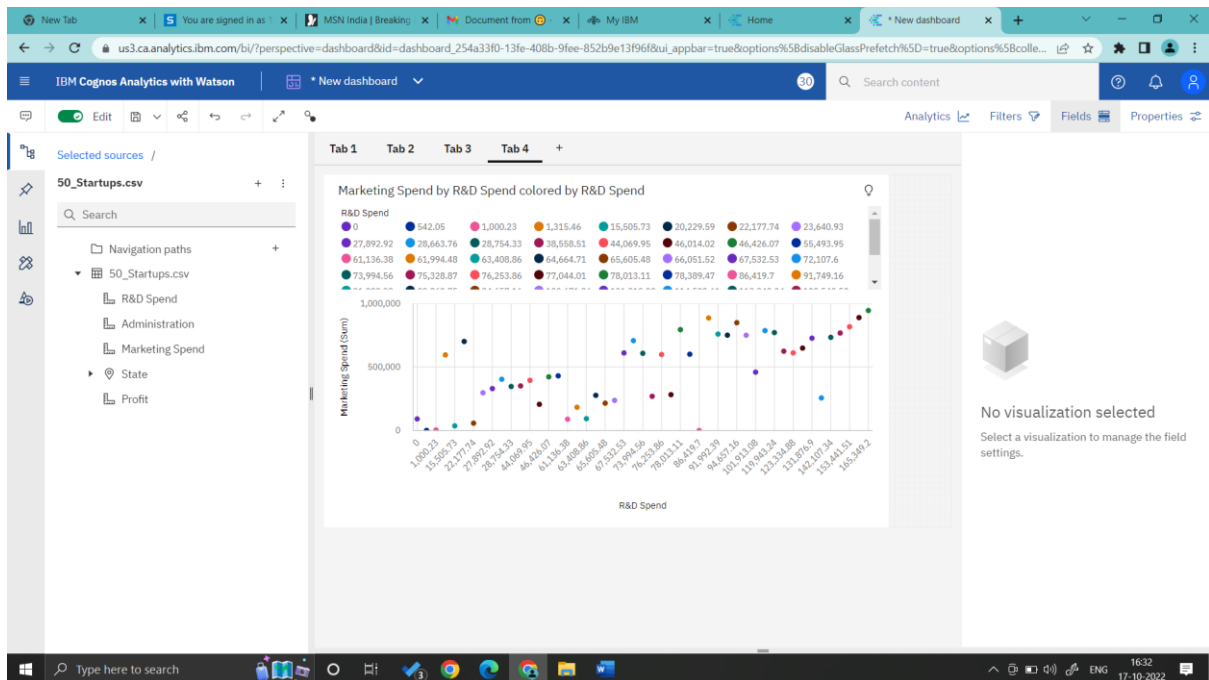 New Tab
You are signed in as
MSN India | Breaking
Document from
My IBM
Home
* New dashboard
us3.ca.analytics.ibm.com/bi/?perspective=dashboard&id=dashboard_254a33f0-13fe-408b-9fee-852b9e13f96f&ui_appbar=true&options%5BdisableGlassPrefetch%5D=true&options%5Bcolle...
IBM Cognos Analytics with Watson
* New dashboard
30
Search content
Edit
Analytics
Filters
Fields
Properties
Selected sources /
50_Startups.csv
Search
Navigation paths
50_Startups.csv
R&D Spend
Administration
Marketing Spend
State
Profit
Tab 1 Tab 2 Tab 3 Tab 4 +
Marketing Spend by R&D Spend colored by R&D Spend
R&D Spend
0 542.05 1,000.23 1,315.46 15,505.73 20,229.59 22,177.74 23,640.93
27,892.92 28,663.76 28,754.33 38,558.51 44,069.95 46,014.02 46,426.07 55,493.95
61,136.38 61,994.48 63,408.86 64,664.71 65,605.48 66,051.52 67,532.53 72,107.6
73,994.56 75,328.87 76,253.86 77,044.01 78,013.11 78,389.47 86,419.7 91,749.16
Marketing Spend (Sum)
1,000,000
500,000
0
0 1,000.23 15,505.73 22,177.74 27,892.92 28,754.33 44,069.95 46,426.07 61,136.38 63,408.86 65,605.48 67,532.53 73,994.56 76,253.86 78,013.11 86,419.7 91,992.39 94,657.16 101,913.08 119,943.24 123,334.88 131,876.9 142,107.34 153,441.51 165,349.2
R&D Spend
No visualization selected
Select a visualization to manage the field
settings.
Type here to search
3
ENG
16:32
17-10-2022